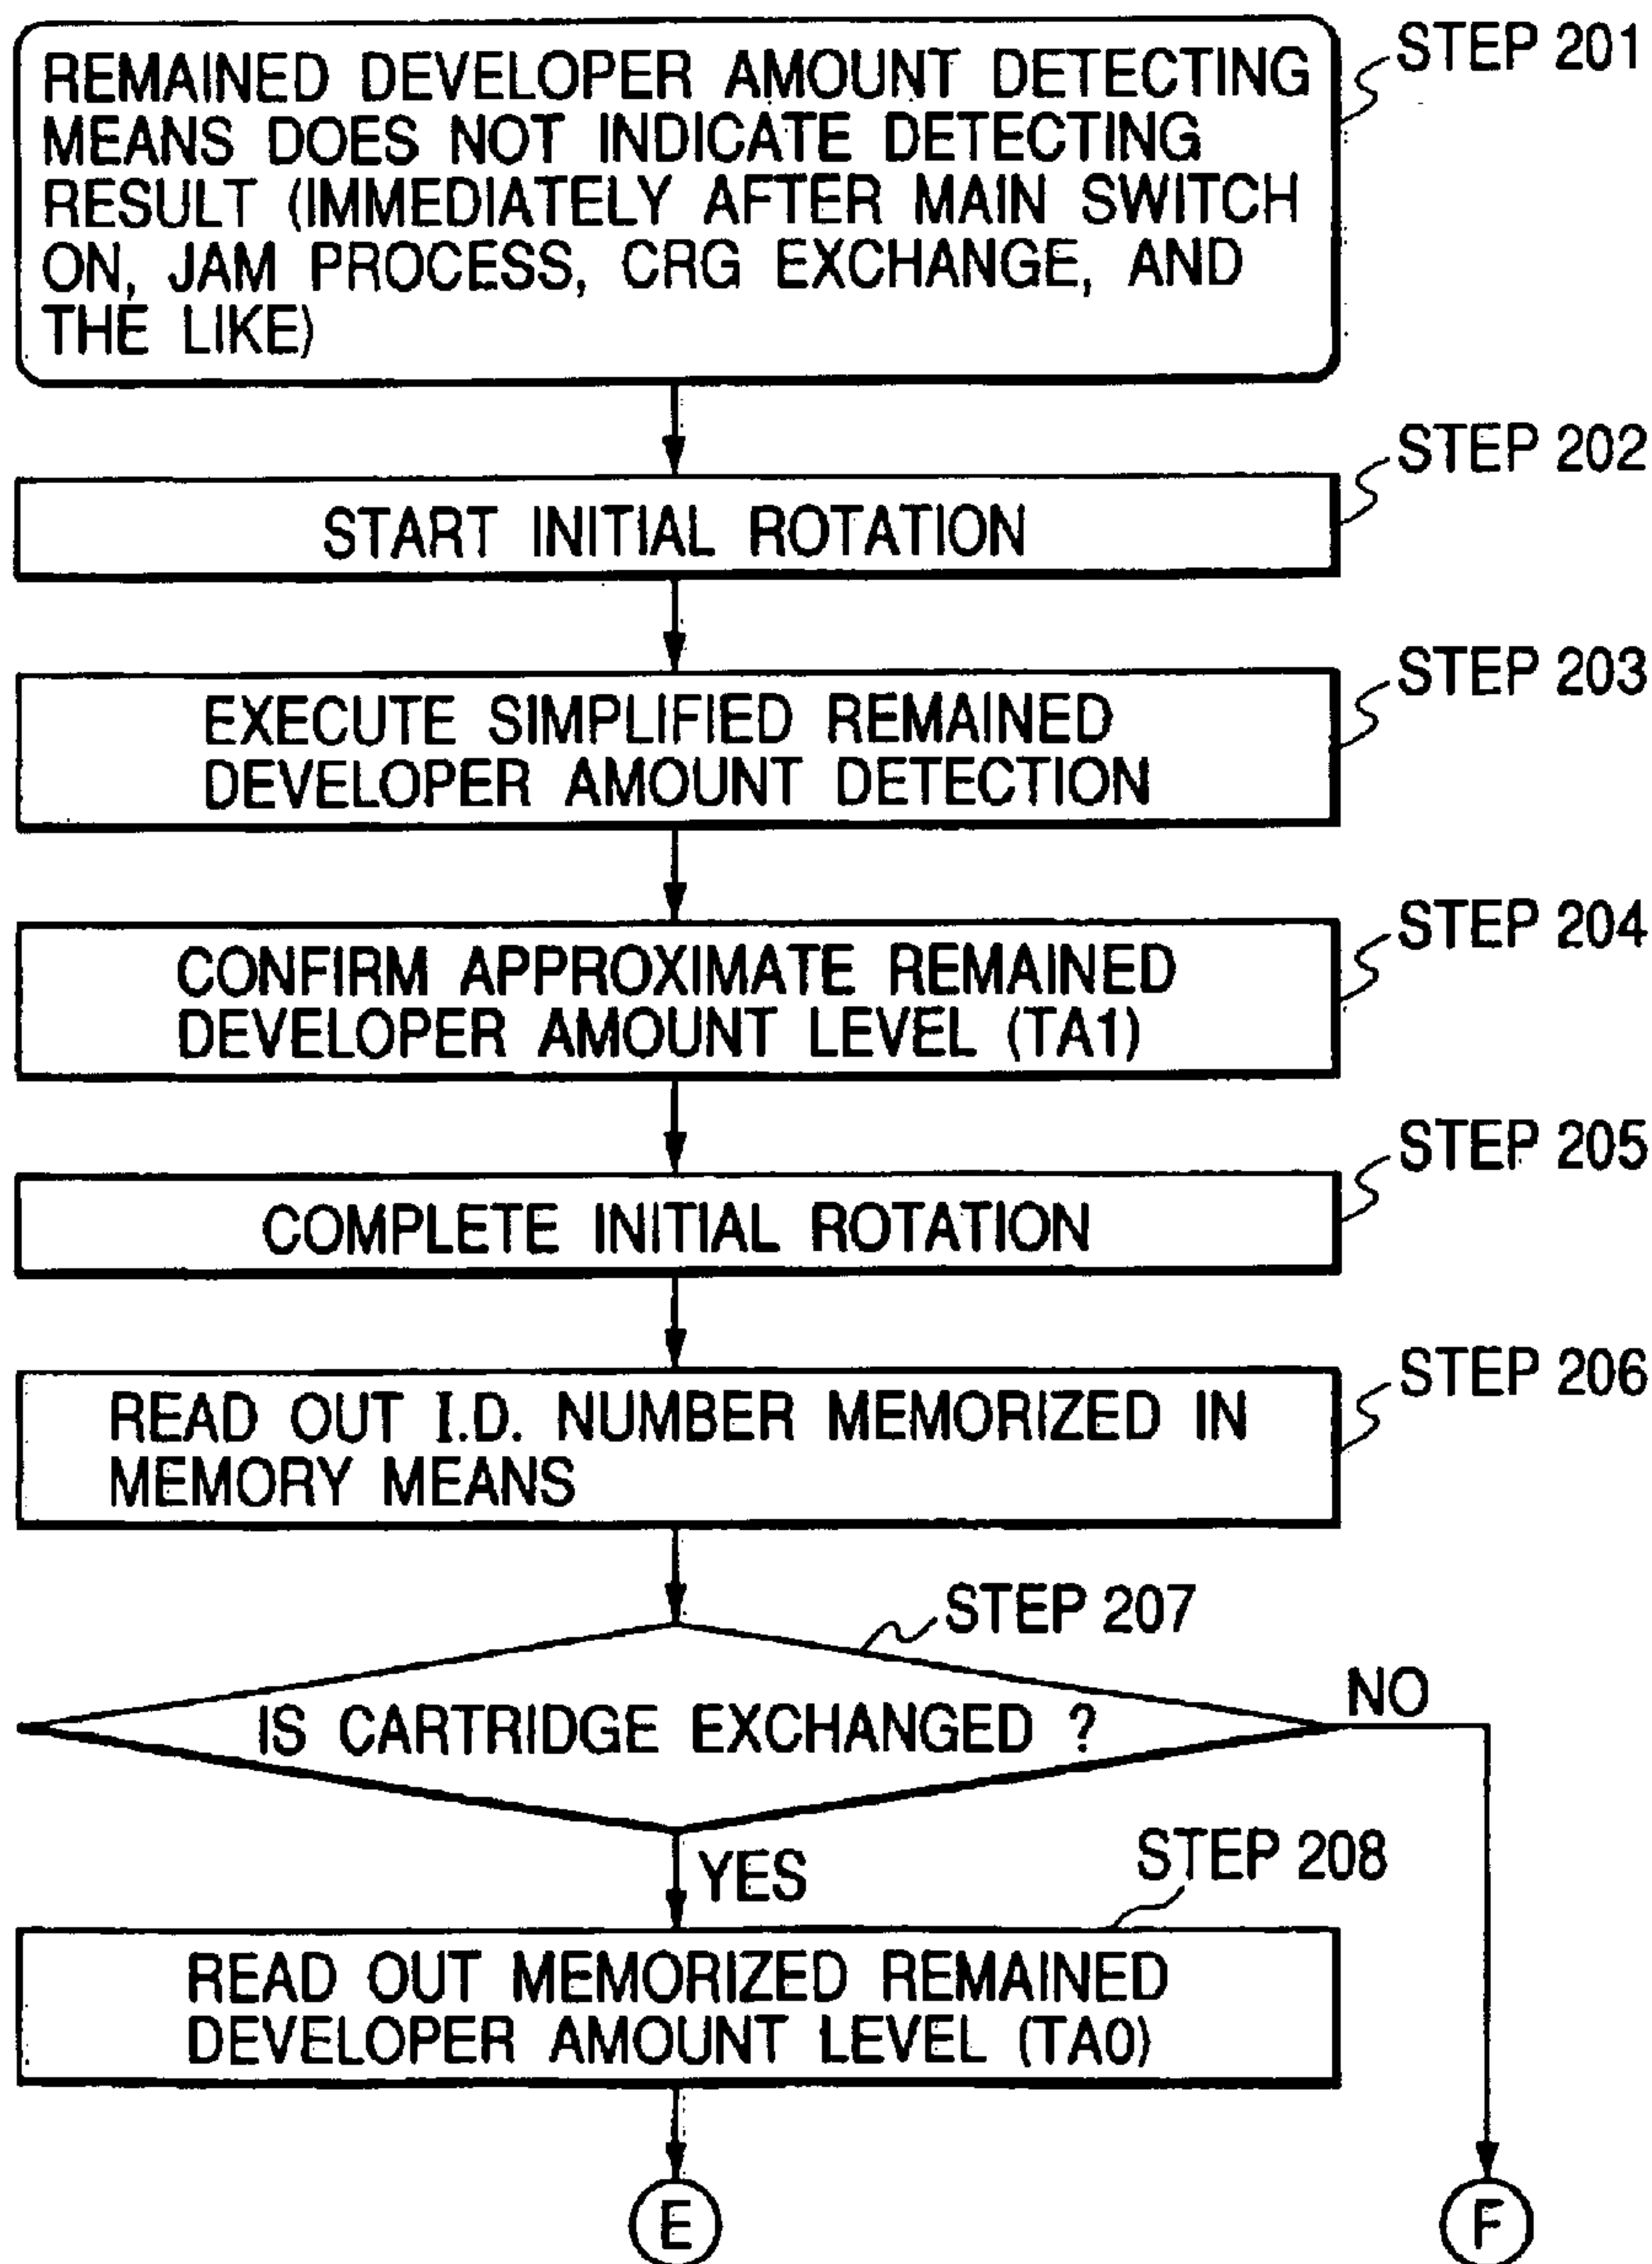 REMAINED DEVELOPER AMOUNT DETECTING
MEANS DOES NOT INDICATE DETECTING
RESULT (IMMEDIATELY AFTER MAIN SWITCH
ON, JAM PROCESS, CRG EXCHANGE, AND
THE LIKE)
STEP 201
STEP 202
START INITIAL ROTATION
STEP 203
EXECUTE SIMPLIFIED REMAINED
DEVELOPER AMOUNT DETECTION
STEP 204
CONFIRM APPROXIMATE REMAINED
DEVELOPER AMOUNT LEVEL (TA1)
STEP 205
COMPLETE INITIAL ROTATION
STEP 206
READ OUT I.D. NUMBER MEMORIZED IN
MEMORY MEANS
STEP 207
IS CARTRIDGE EXCHANGED ?
NO
YES
STEP 208
READ OUT MEMORIZED REMAINED
DEVELOPER AMOUNT LEVEL (TA0)
E
F